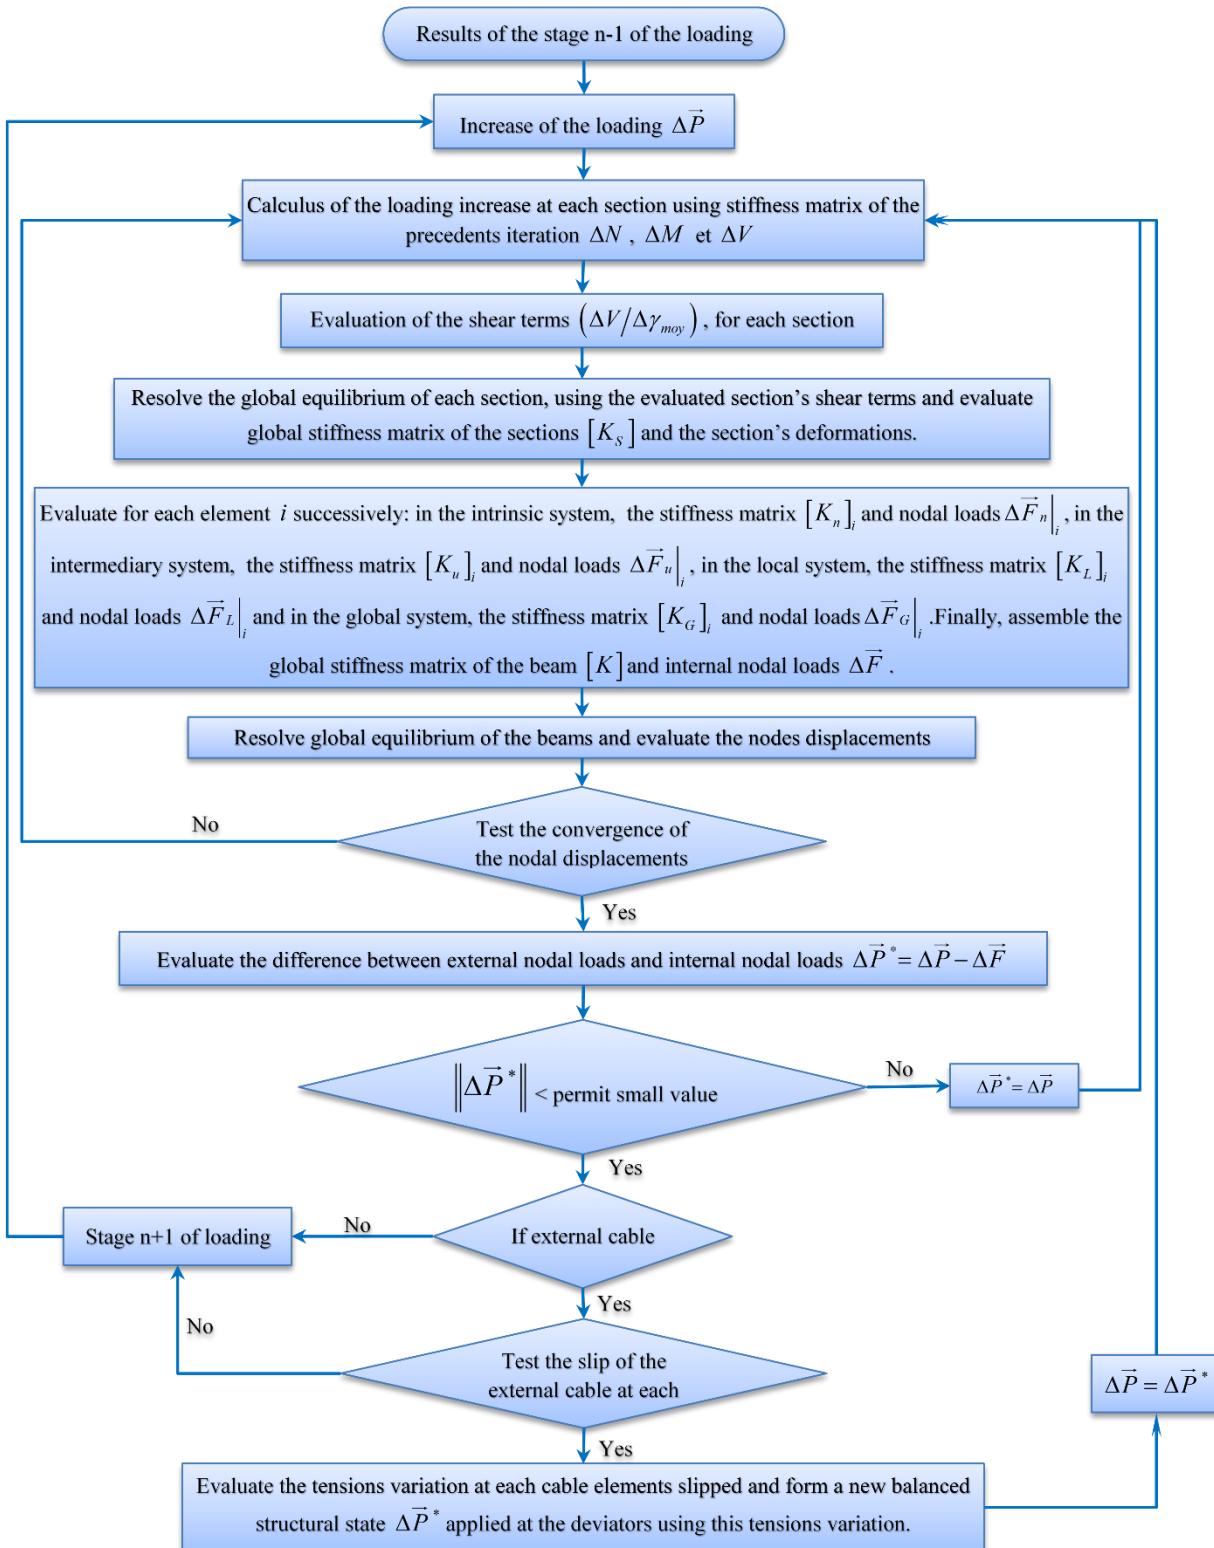 Results of the stage n-1 of the loading
Increase of the loading ΔP⃗
Calculus of the loading increase at each section using stiffness matrix of the
precedents iteration ΔN , ΔM et ΔV
Evaluation of the shear terms (ΔV/Δγ_moy) , for each section
Resolve the global equilibrium of each section, using the evaluated section's shear terms and evaluate
global stiffness matrix of the sections [K_S] and the section's deformations.
Evaluate for each element i successively: in the intrinsic system, the stiffness matrix [K_n]_i and nodal loads ΔF⃗_n|_i , in the
intermediary system, the stiffness matrix [K_u]_i and nodal loads ΔF⃗_u|_i , in the local system, the stiffness matrix [K_L]_i
and nodal loads ΔF⃗_L|_i and in the global system, the stiffness matrix [K_G]_i and nodal loads ΔF⃗_G|_i .Finally, assemble the
global stiffness matrix of the beam [K] and internal nodal loads ΔF⃗ .
Resolve global equilibrium of the beams and evaluate the nodes displacements
No
Test the convergence of
the nodal displacements
Yes
Evaluate the difference between external nodal loads and internal nodal loads ΔP⃗* = ΔP⃗ − ΔF⃗
‖ΔP⃗*‖ < permit small value
No
ΔP⃗* = ΔP⃗
Yes
If external cable
No
Stage n+1 of loading
Yes
No
Test the slip of the
external cable at each
ΔP⃗ = ΔP⃗*
Yes
Evaluate the tensions variation at each cable elements slipped and form a new balanced
structural state ΔP⃗* applied at the deviators using this tensions variation.